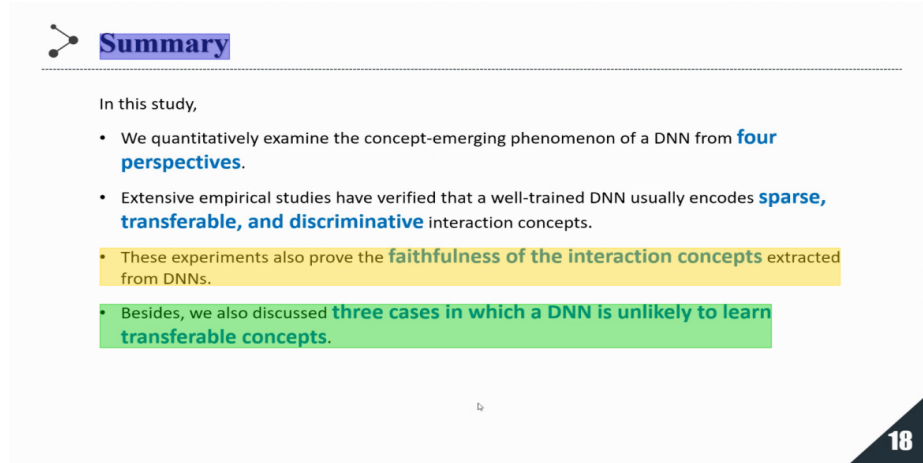 Summary
In this study,
• We quantitatively examine the concept-emerging phenomenon of a DNN from four
perspectives.
• Extensive empirical studies have verified that a well-trained DNN usually encodes sparse,
transferable, and discriminative interaction concepts.
• These experiments also prove the faithfulness of the interaction concepts extracted
from DNNs.
• Besides, we also discussed three cases in which a DNN is unlikely to learn
transferable concepts.
18